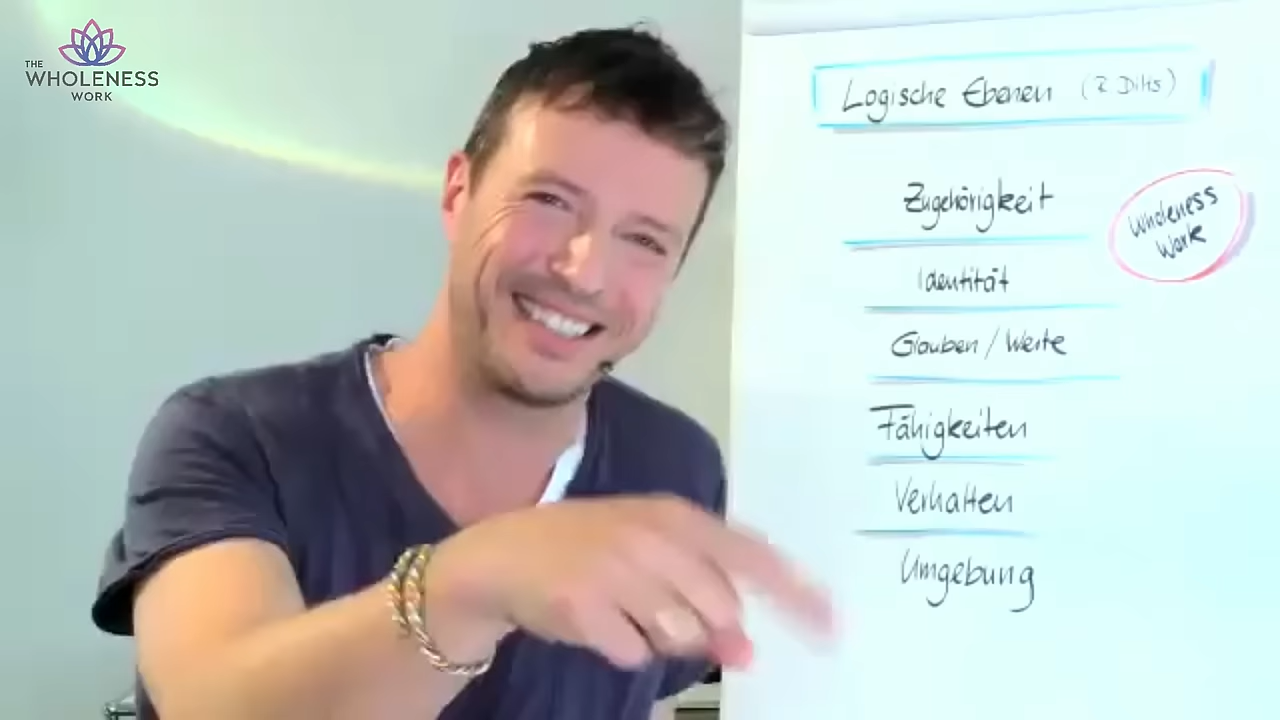 THE
WHOLENESS
WORK
Logische Ebenen (R Dilts)
Zugehörigkeit
Wholeness
Work
Identität
Glauben / Werte
Fähigkeiten
Verhalten
Umgebung